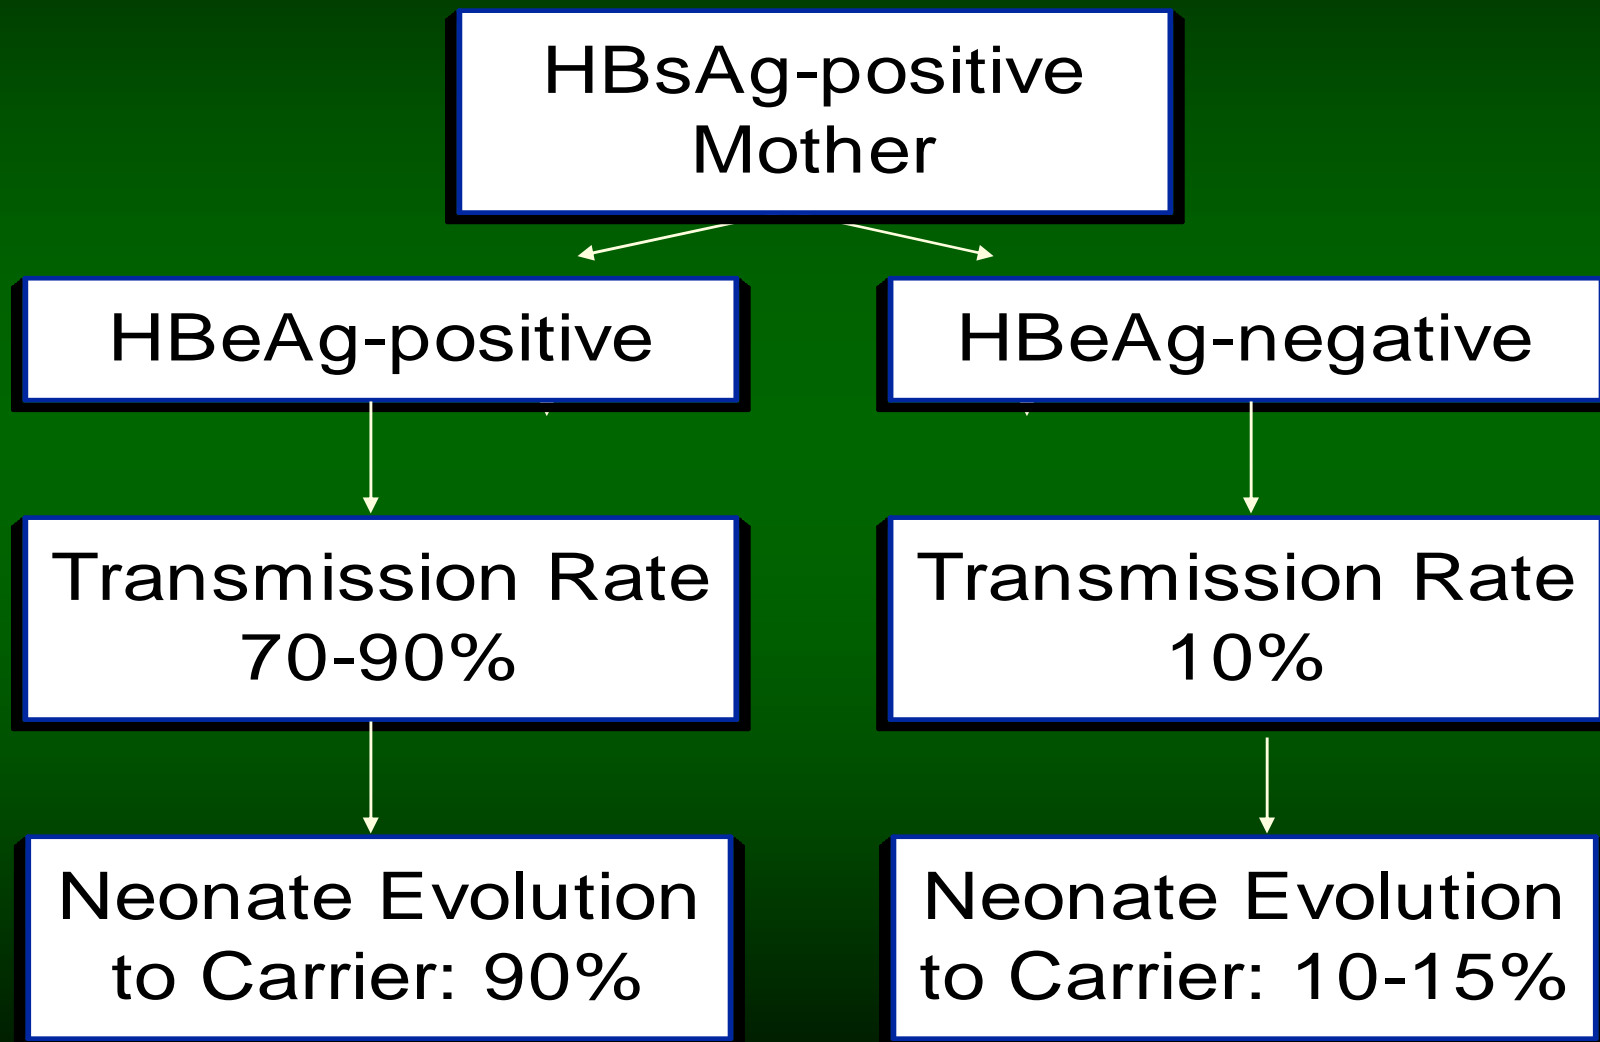 HBsAg-positive
Mother
HBeAg-positive
HBeAg-negative
Transmission Rate
70-90%
Transmission Rate
10%
Neonate Evolution
to Carrier: 90%
Neonate Evolution
to Carrier: 10-15%